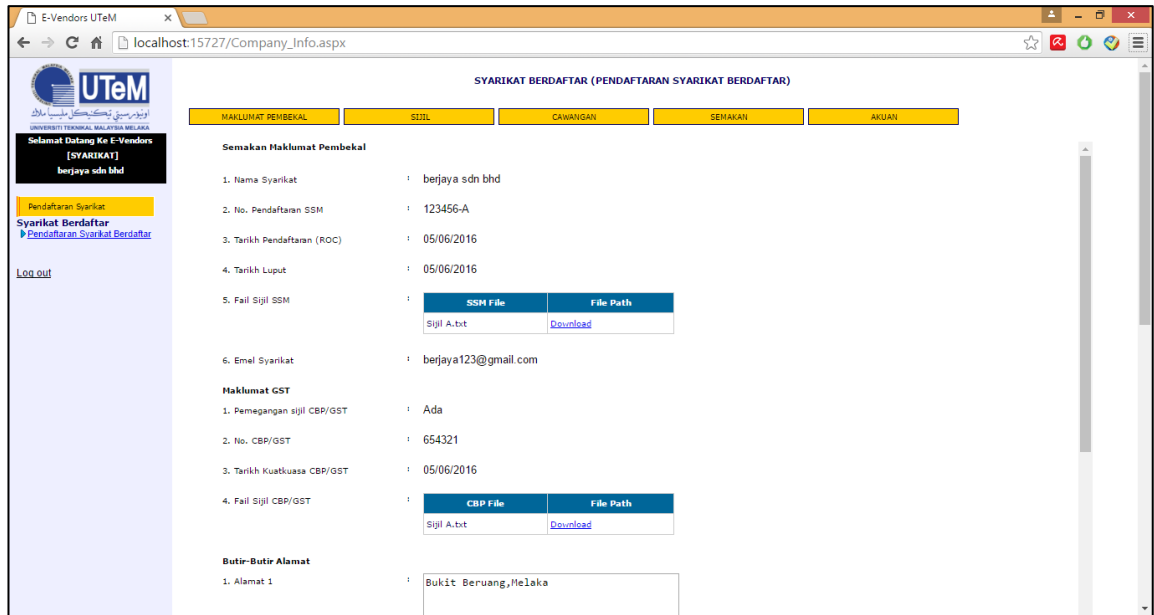 E-Vendors UTeM
localhost:15727/Company_Info.aspx
UTeM
اونيۏرسيتي تيكنيكل مليسيا ملاك
UNIVERSITI TEKNIKAL MALAYSIA MELAKA
Selamat Datang Ke E-Vendors
[SYARIKAT]
berjaya sdn bhd
Pendaftaran Syarikat
Syarikat Berdaftar
Pendaftaran Syarikat Berdaftar
Log out
SYARIKAT BERDAFTAR (PENDAFTARAN SYARIKAT BERDAFTAR)
MAKLUMAT PEMBEKAL SIJIL CAWANGAN SEMAKAN AKUAN
Semakan Maklumat Pembekal
1. Nama Syarikat : berjaya sdn bhd
2. No. Pendaftaran SSM : 123456-A
3. Tarikh Pendaftaran (ROC) : 05/06/2016
4. Tarikh Luput : 05/06/2016
5. Fail Sijil SSM :
SSM File File Path
Sijil A.txt Download
6. Emel Syarikat : berjaya123@gmail.com
Maklumat GST
1. Pemegangan sijil CBP/GST : Ada
2. No. CBP/GST : 654321
3. Tarikh Kuatkuasa CBP/GST : 05/06/2016
4. Fail Sijil CBP/GST :
CBP File File Path
Sijil A.txt Download
Butir-Butir Alamat
1. Alamat 1 : Bukit Beruang,Melaka